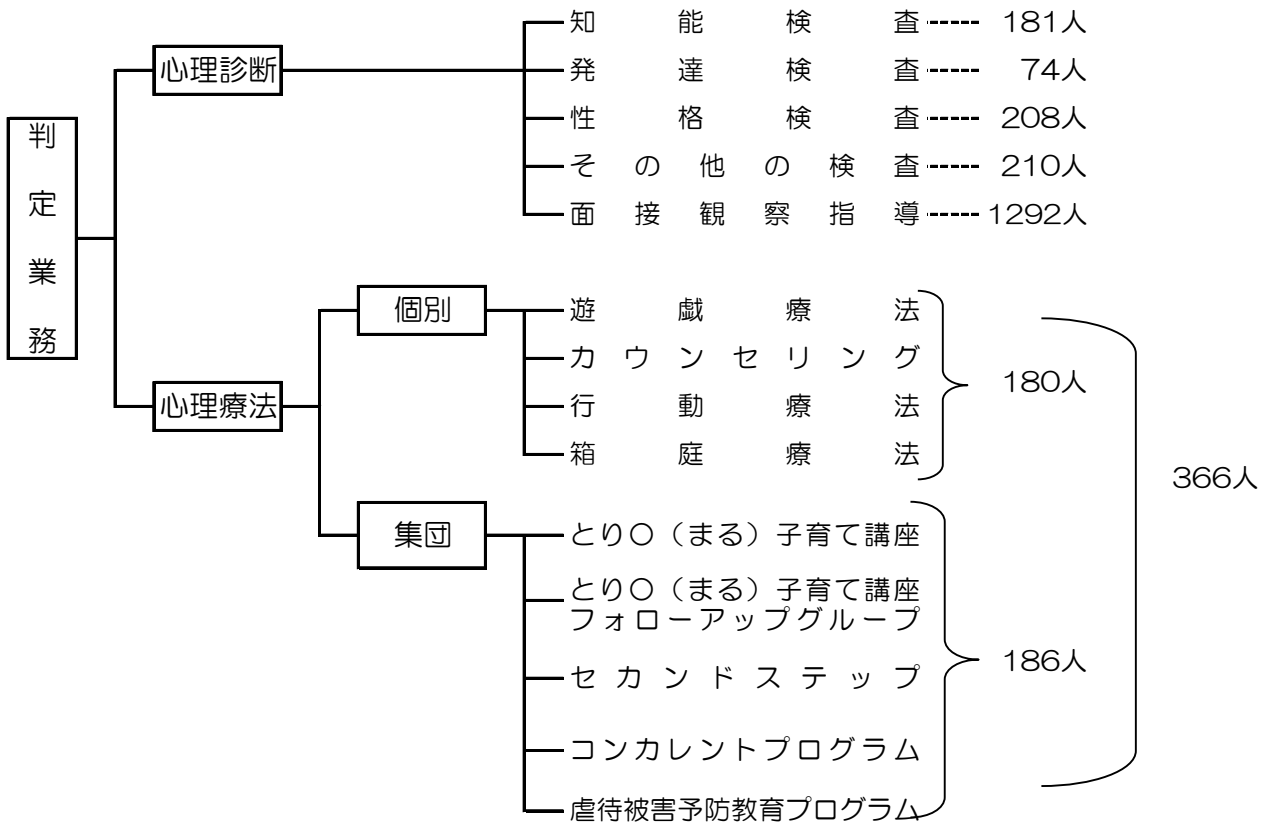 判定業務
心理診断
知能検査 181人
発達検査 74人
性格検査 208人
その他の検査 210人
面接観察指導 1292人
心理療法
個別
遊戯療法
カウンセリング
行動療法
箱庭療法
180人
集団
とり〇（まる）子育て講座
とり〇（まる）子育て講座
フォローアップグループ
セカンドステップ
コンカレントプログラム
虐待被害予防教育プログラム
186人
366人